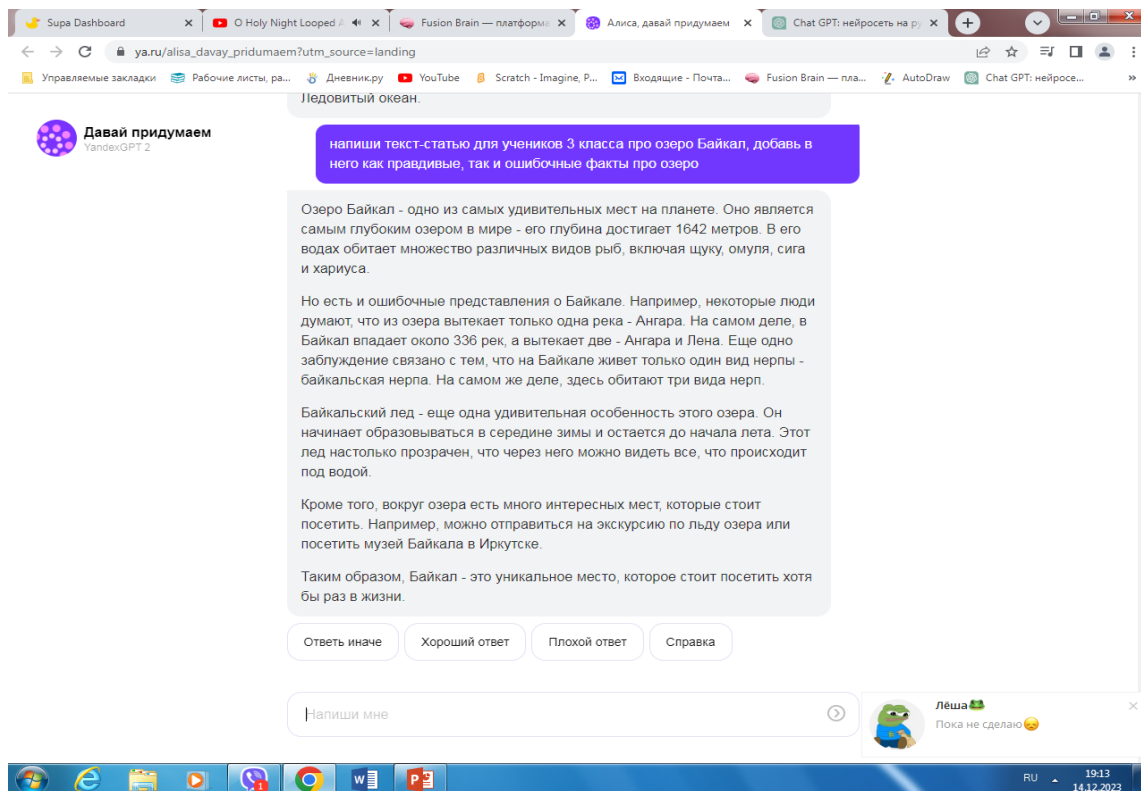 Supa Dashboard
O Holy Night Looped A
Fusion Brain — платформа
Алиса, давай придумаем
Chat GPT: нейросеть на ру
ya.ru/alisa_davay_pridumaem?utm_source=landing
Управляемые закладки
Рабочие листы, ра...
Дневник.ру
YouTube
Scratch - Imagine, P...
Входящие - Почта...
Fusion Brain — пла...
AutoDraw
Chat GPT: нейросе...
»
Ледовитый океан.
Давай придумаем
YandexGPT 2
напиши текст-статью для учеников 3 класса про озеро Байкал, добавь в
него как правдивые, так и ошибочные факты про озеро
Озеро Байкал - одно из самых удивительных мест на планете. Оно является
самым глубоким озером в мире - его глубина достигает 1642 метров. В его
водах обитает множество различных видов рыб, включая щуку, омуля, сига
и хариуса.
Но есть и ошибочные представления о Байкале. Например, некоторые люди
думают, что из озера вытекает только одна река - Ангара. На самом деле, в
Байкал впадает около 336 рек, а вытекает две - Ангара и Лена. Еще одно
заблуждение связано с тем, что на Байкале живет только один вид нерпы -
байкальская нерпа. На самом же деле, здесь обитают три вида нерп.
Байкальский лед - еще одна удивительная особенность этого озера. Он
начинает образовываться в середине зимы и остается до начала лета. Этот
лед настолько прозрачен, что через него можно видеть все, что происходит
под водой.
Кроме того, вокруг озера есть много интересных мест, которые стоит
посетить. Например, можно отправиться на экскурсию по льду озера или
посетить музей Байкала в Иркутске.
Таким образом, Байкал - это уникальное место, которое стоит посетить хотя
бы раз в жизни.
Ответь иначе
Хороший ответ
Плохой ответ
Справка
Напиши мне
Лёша
Пока не сделаю
1
RU
19:13
14.12.2023